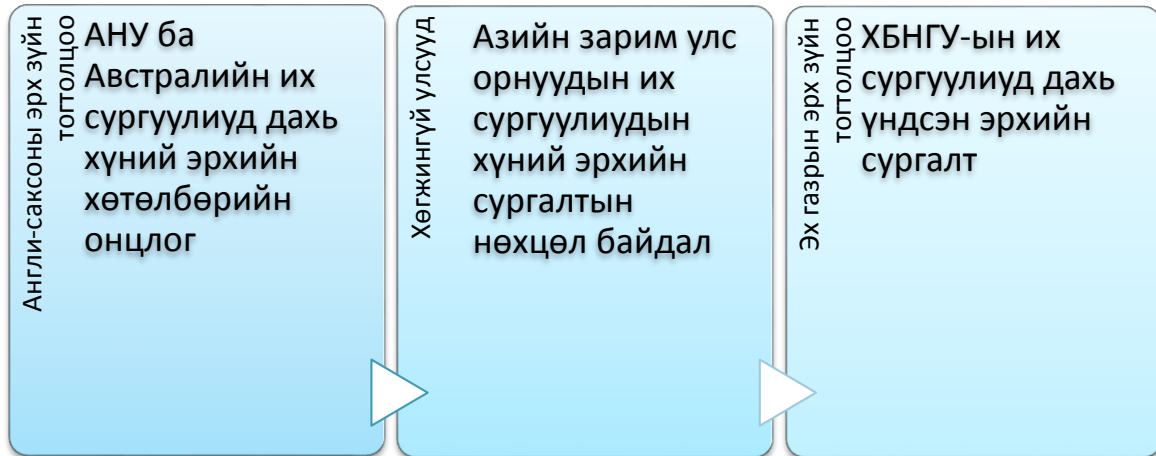 Англи-саксоны эрх зүйн
тогтолцоо
АНУ ба
Австралийн их
сургуулиуд дахь
хүний эрхийн
хөтөлбөрийн
онцлог
Хөгжингүй улсууд
Азийн зарим улс
орнуудын их
сургуулиудын
хүний эрхийн
сургалтын
нөхцөл байдал
Эх газрын эрх зүйн
тогтолцоо
ХБНГУ-ын их
сургуулиуд дахь
үндсэн эрхийн
сургалт